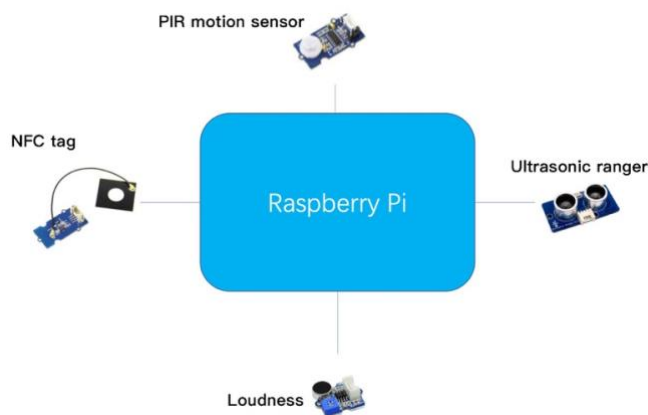 PIR motion sensor
NFC tag
Ultrasonic ranger
Raspberry Pi
Loudness